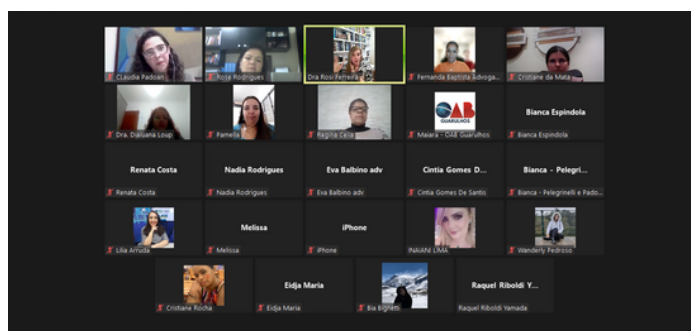 CLaudia Padoan
Rose Rodrigues
Dra Rosi Ferreira
Fernanda Baptista Advoga...
Cristiane da Mata
Dra. Dialuana Loup
Pamella
Regina Celia
OAB
GUARULHOS
Maiara - OAB Guarulhos
Bianca Espindola
Bianca Espindola
Renata Costa
Renata Costa
Nadia Rodrigues
Nadia Rodrigues
Eva Balbino adv
Eva Balbino adv
Cintia Gomes D...
Cintia Gomes De Santis
Bianca - Pelegri...
Bianca - Pelegrinelli e Pado...
Lilia Arruda
Melissa
Melissa
iPhone
iPhone
INAIANI LIMA
Wanderly Pedroso
Cristiane Rocha
Eidja Maria
Eidja Maria
Bia Bighetti
Raquel Riboldi Y...
Raquel Riboldi Yamada